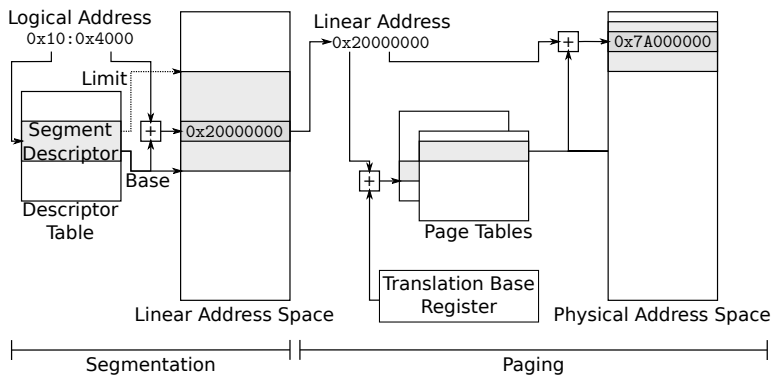 Logical Address
0x10:0x4000
Limit
Segment
Descriptor
+
0x20000000
Base
Descriptor
Table
Linear Address Space
Linear Address
0x20000000
+
0x7A000000
+
Page Tables
Translation Base
Register
Physical Address Space
Segmentation
Paging